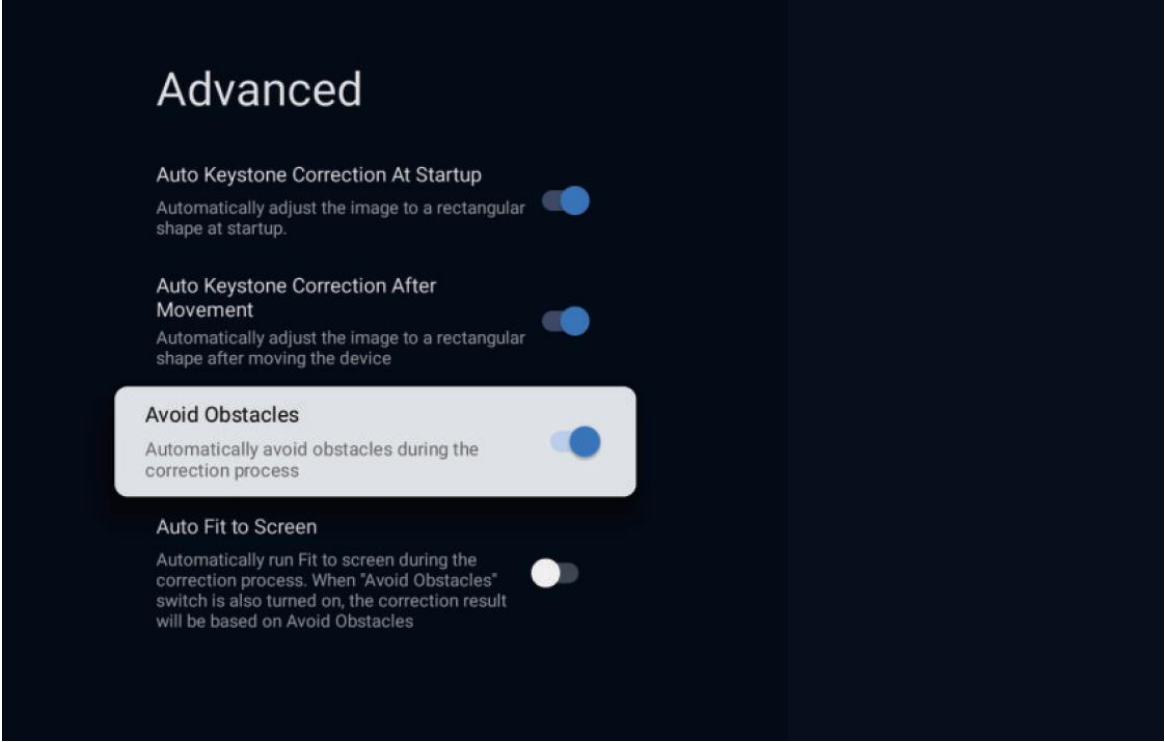 Advanced
Auto Keystone Correction At Startup
Automatically adjust the image to a rectangular
shape at startup.
Auto Keystone Correction After
Movement
Automatically adjust the image to a rectangular
shape after moving the device
Avoid Obstacles
Automatically avoid obstacles during the
correction process
Auto Fit to Screen
Automatically run Fit to screen during the
correction process. When "Avoid Obstacles"
switch is also turned on, the correction result
will be based on Avoid Obstacles